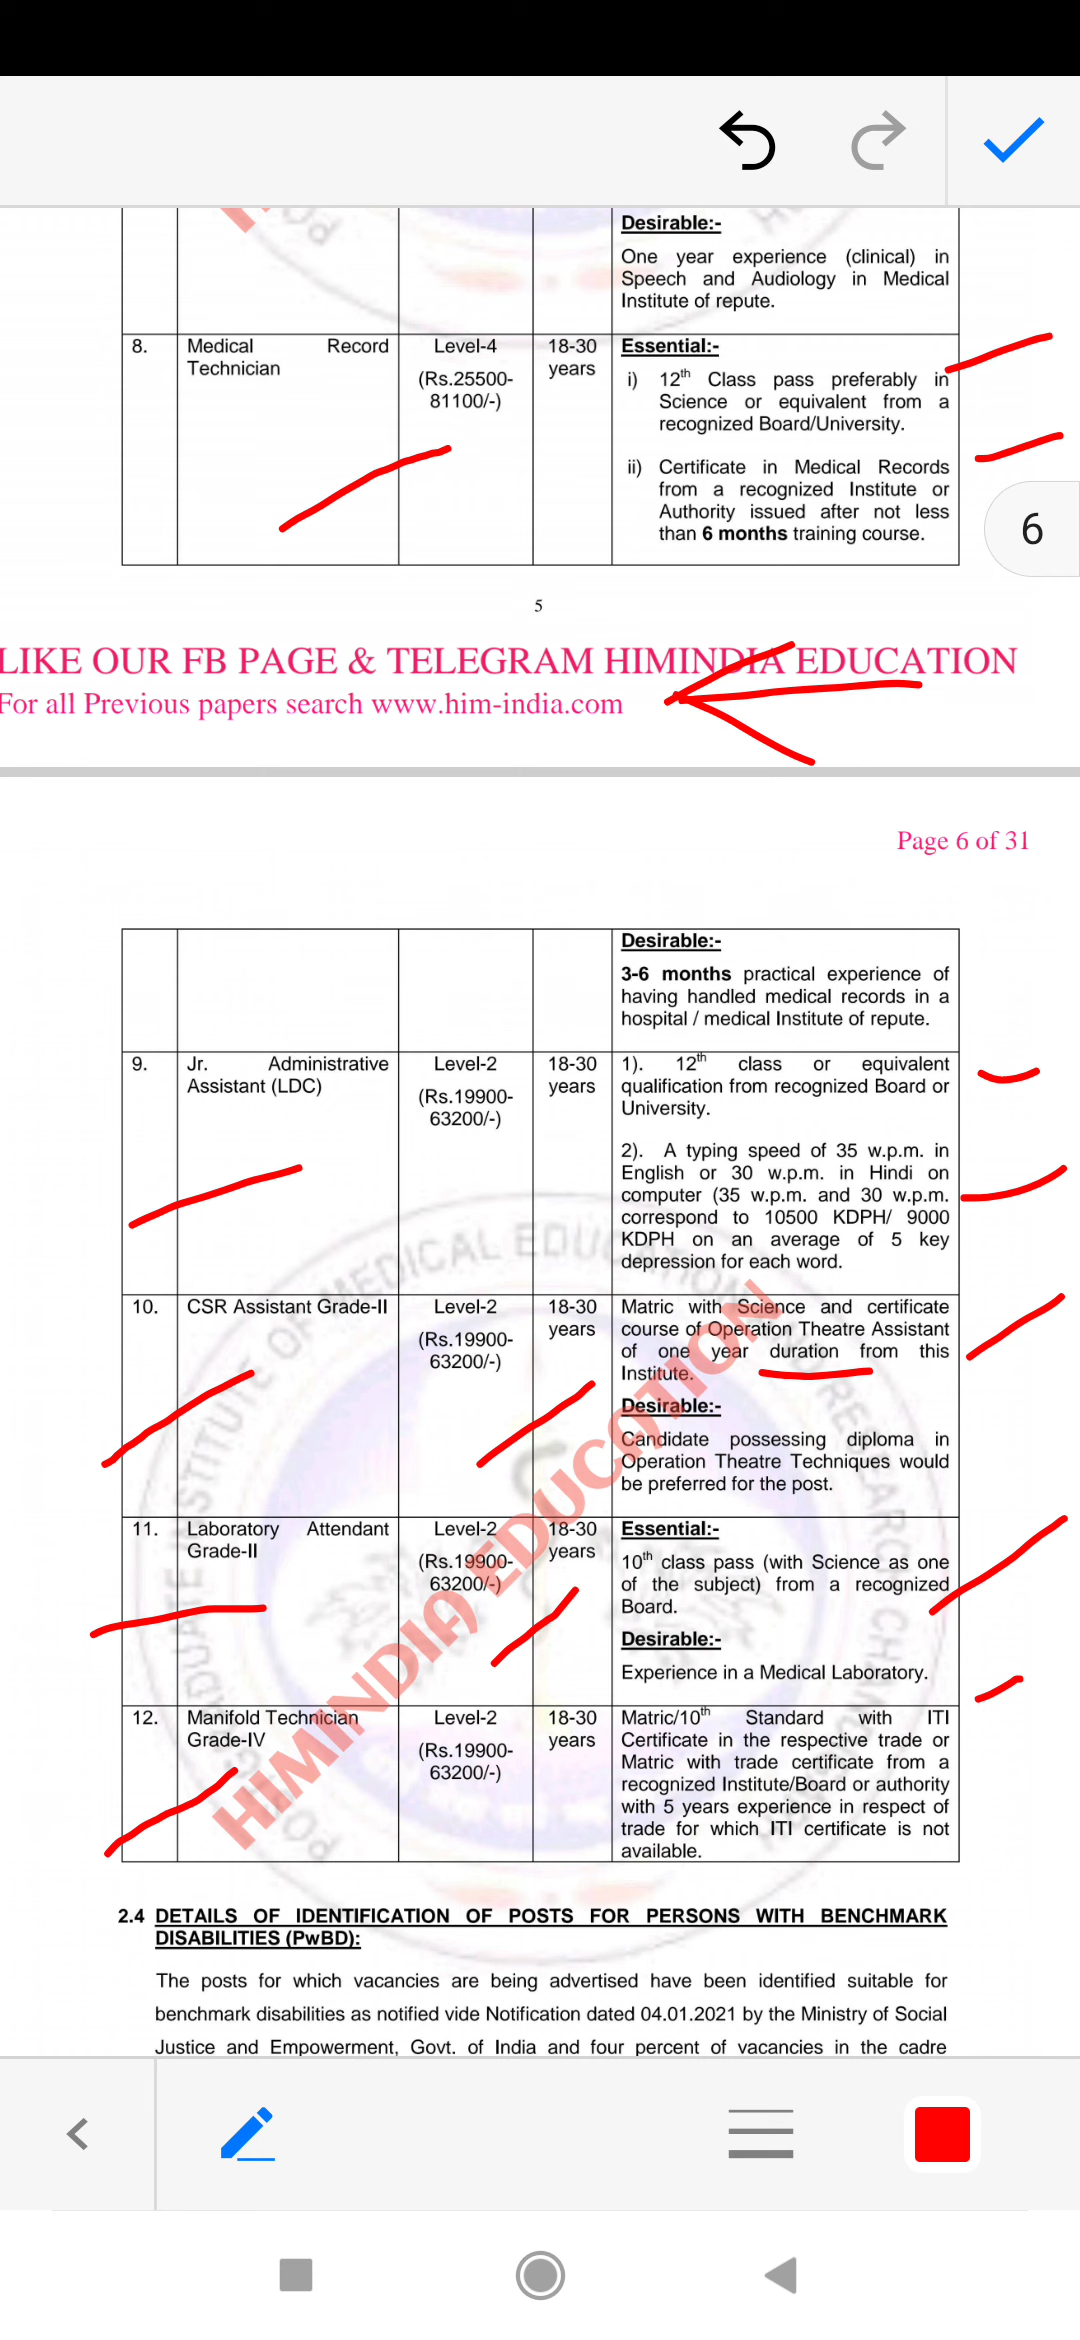 Desirable:-
One year experience (clinical) in
Speech and Audiology in Medical
Institute of repute.
8. Medical Record Technician
Level-4
(Rs.25500-
81100/-)
18-30
years
Essential:-
i) 12th Class pass preferably in
Science or equivalent from a
recognized Board/University.
ii) Certificate in Medical Records
from a recognized Institute or
Authority issued after not less
than 6 months training course.
6
5
LIKE OUR FB PAGE & TELEGRAM HIMINDIA EDUCATION
For all Previous papers search www.him-india.com
Page 6 of 31
Desirable:-
3-6 months practical experience of
having handled medical records in a
hospital / medical Institute of repute.
9. Jr. Administrative
Assistant (LDC)
Level-2
(Rs.19900-
63200/-)
18-30
years
1). 12th class or equivalent
qualification from recognized Board or
University.
2). A typing speed of 35 w.p.m. in
English or 30 w.p.m. in Hindi on
computer (35 w.p.m. and 30 w.p.m.
correspond to 10500 KDPH/ 9000
KDPH on an average of 5 key
depression for each word.
10. CSR Assistant Grade-II
Level-2
(Rs.19900-
63200/-)
18-30
years
Matric with Science and certificate
course of Operation Theatre Assistant
of one year duration from this
Institute.
Desirable:-
Candidate possessing diploma in
Operation Theatre Techniques would
be preferred for the post.
11. Laboratory Attendant
Grade-II
Level-2
(Rs.19900-
63200/-)
18-30
years
Essential:-
10th class pass (with Science as one
of the subject) from a recognized
Board.
Desirable:-
Experience in a Medical Laboratory.
12. Manifold Technician
Grade-IV
Level-2
(Rs.19900-
63200/-)
18-30
years
Matric/10th Standard with ITI
Certificate in the respective trade or
Matric with trade certificate from a
recognized Institute/Board or authority
with 5 years experience in respect of
trade for which ITI certificate is not
available.
HIMINDIA EDUCATION
2.4 DETAILS OF IDENTIFICATION OF POSTS FOR PERSONS WITH BENCHMARK
DISABILITIES (PwBD):
The posts for which vacancies are being advertised have been identified suitable for
benchmark disabilities as notified vide Notification dated 04.01.2021 by the Ministry of Social
Justice and Empowerment, Govt. of India and four percent of vacancies in the cadre